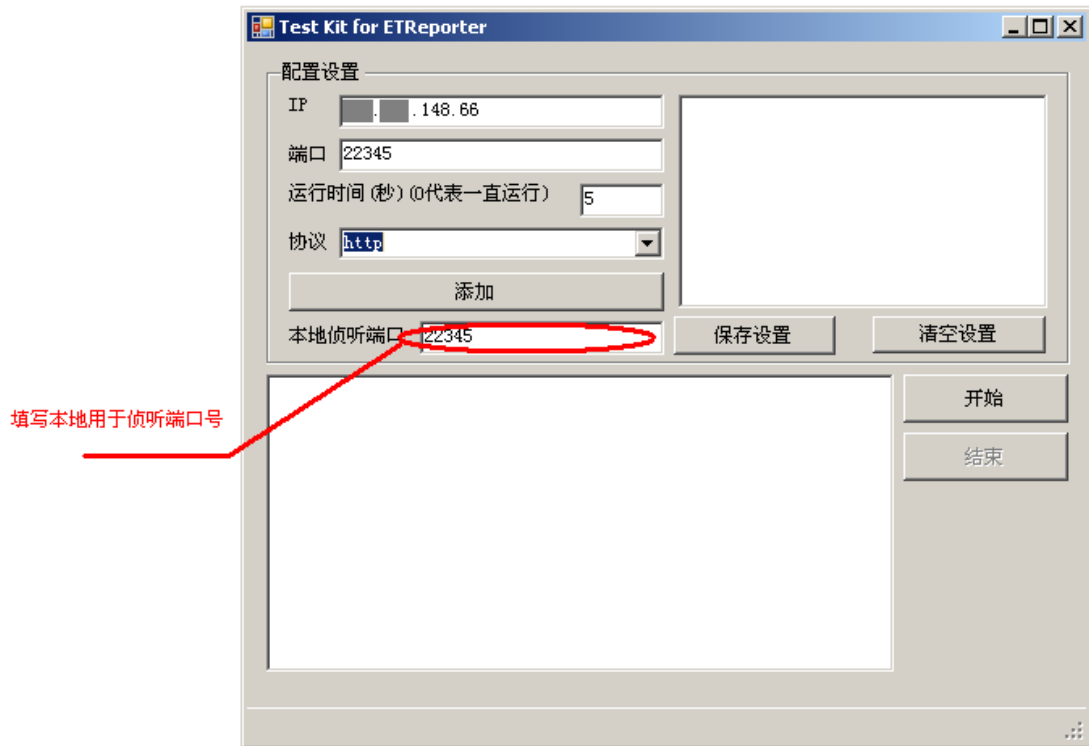 Test Kit for ETReporter
配置设置
IP .148.66
端口 22345
运行时间(秒)(0代表一直运行) 5
协议 http
添加
本地侦听端口 22345
保存设置
清空设置
开始
填写本地用于侦听端口号
结束